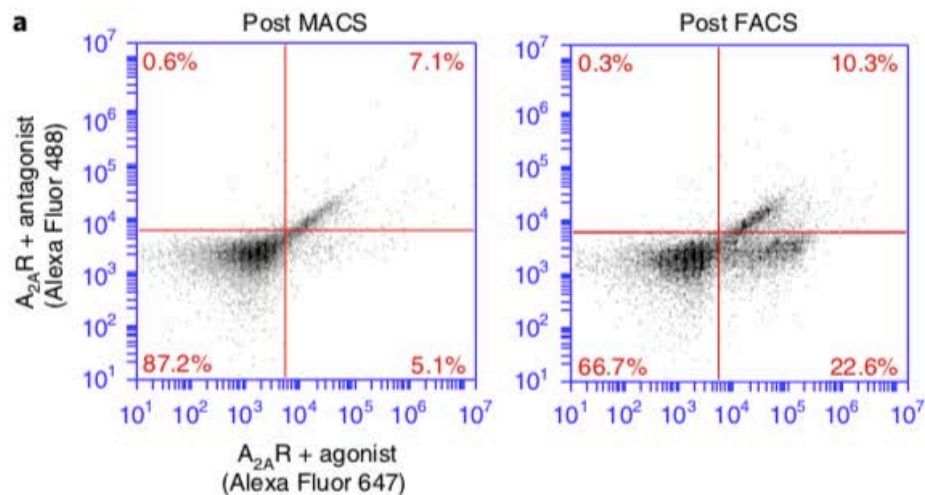 a
Post MACS
Post FACS
A2AR + antagonist
(Alexa Fluor 488)
10⁷
10⁶
10⁵
10⁴
10³
10²
10¹
0.6%
7.1%
87.2%
5.1%
10¹ 10² 10³ 10⁴ 10⁵ 10⁶ 10⁷
10⁷
10⁶
10⁵
10⁴
10³
10²
10¹
0.3%
10.3%
66.7%
22.6%
10¹ 10² 10³ 10⁴ 10⁵ 10⁶ 10⁷
A2AR + agonist
(Alexa Fluor 647)